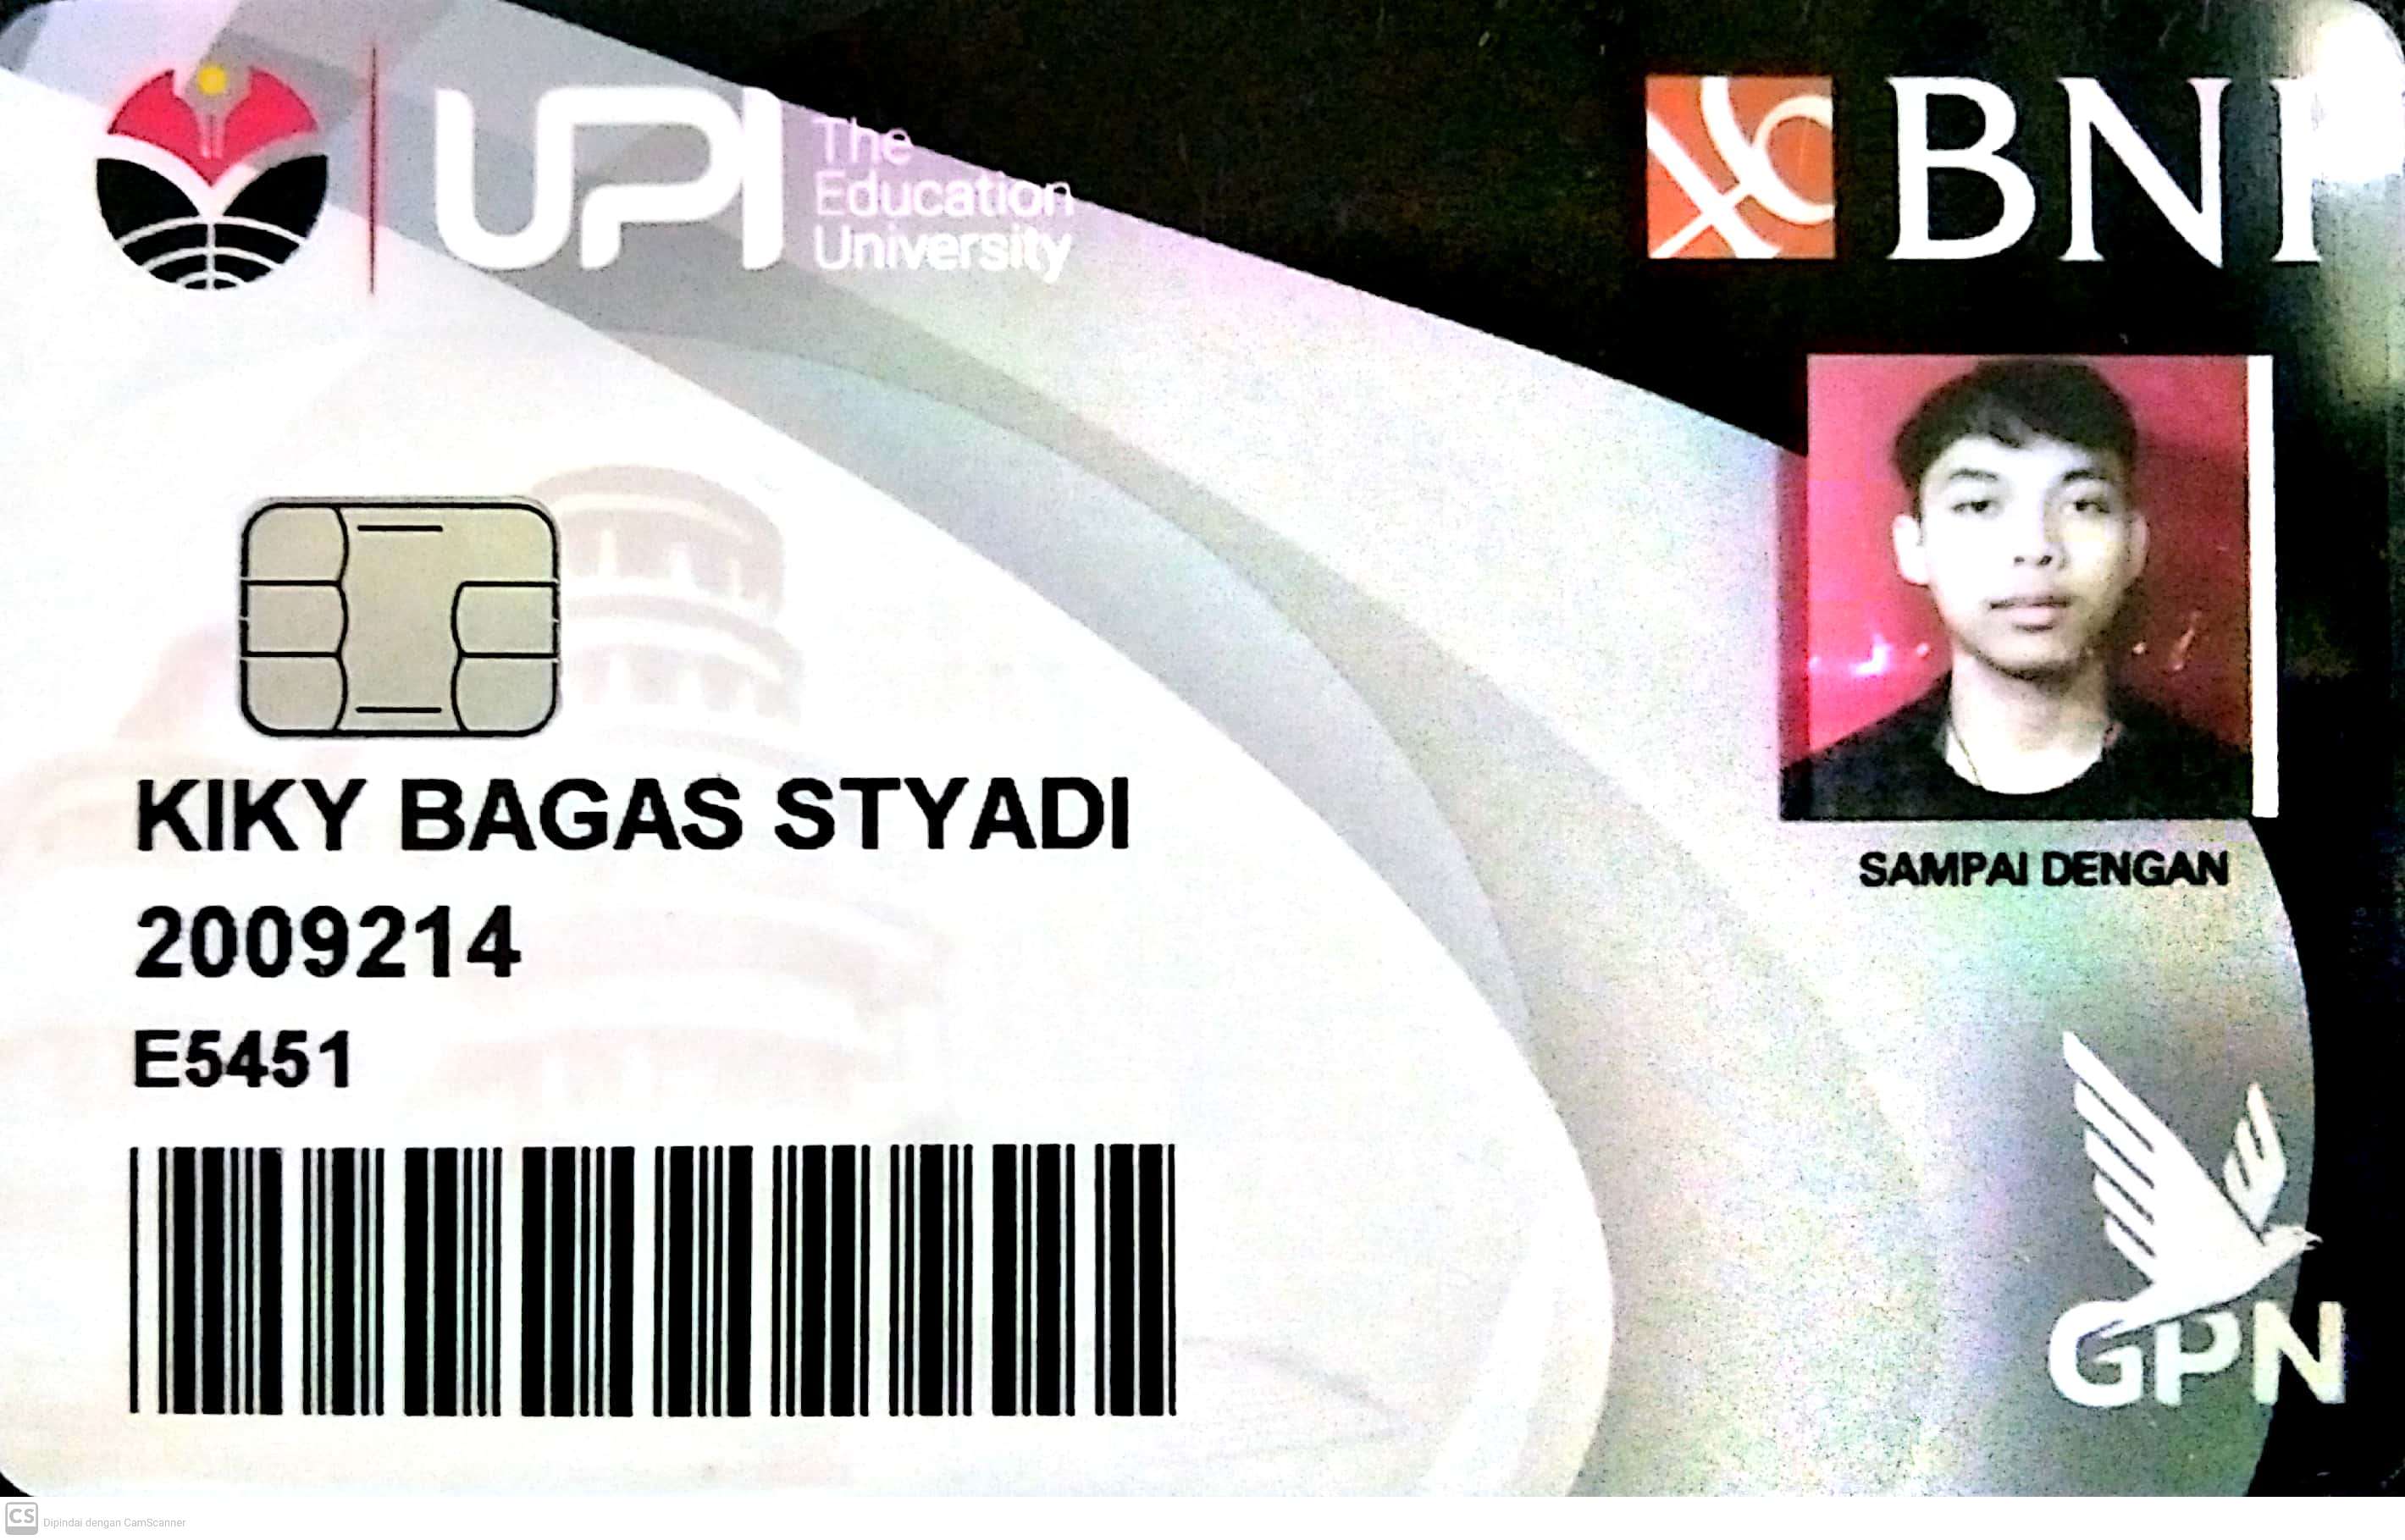 UPI
The
Education
University
BNI
KIKY BAGAS STYADI
2009214
E5451
SAMPAI DENGAN
GPN
CS Dipindai dengan CamScanner